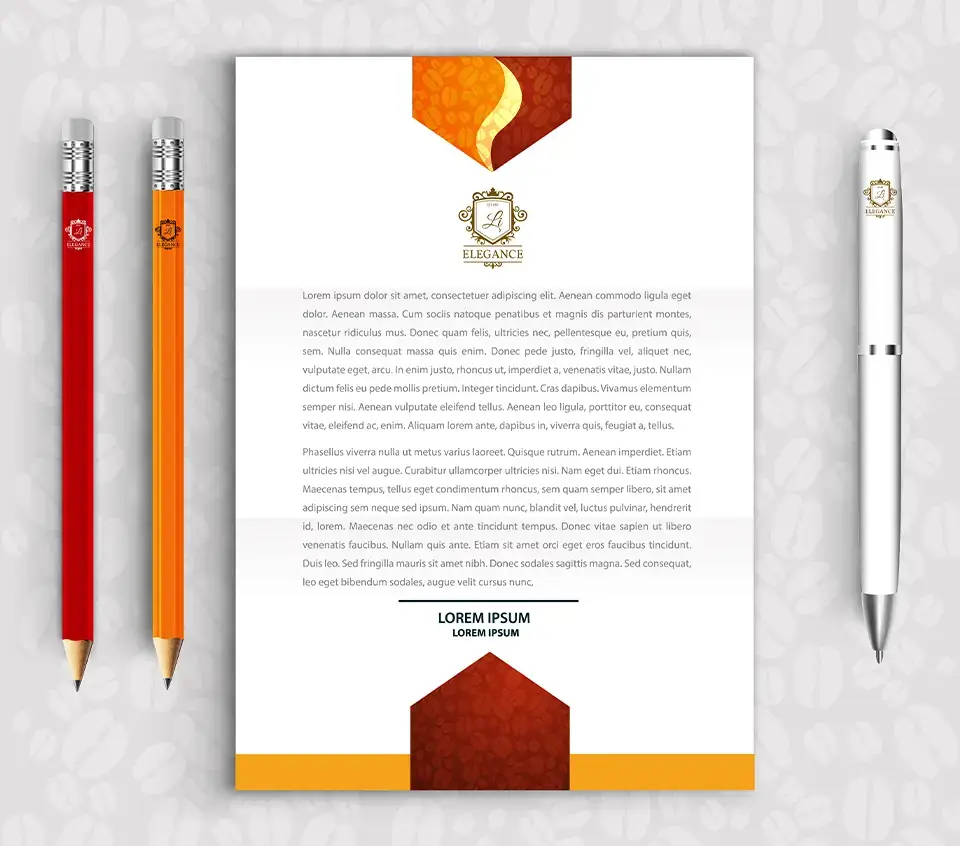 Li
ELEGANCE
Li
ELEGANCE
Li
ELEGANCE
Li
ELEGANCE
Lorem ipsum dolor sit amet, consectetuer adipiscing elit. Aenean commodo ligula eget
dolor. Aenean massa. Cum sociis natoque penatibus et magnis dis parturient montes,
nascetur ridiculus mus. Donec quam felis, ultricies nec, pellentesque eu, pretium quis,
sem. Nulla consequat massa quis enim. Donec pede justo, fringilla vel, aliquet nec,
vulputate eget, arcu. In enim justo, rhoncus ut, imperdiet a, venenatis vitae, justo. Nullam
dictum felis eu pede mollis pretium. Integer tincidunt. Cras dapibus. Vivamus elementum
semper nisi. Aenean vulputate eleifend tellus. Aenean leo ligula, porttitor eu, consequat
vitae, eleifend ac, enim. Aliquam lorem ante, dapibus in, viverra quis, feugiat a, tellus.
Phasellus viverra nulla ut metus varius laoreet. Quisque rutrum. Aenean imperdiet. Etiam
ultricies nisi vel augue. Curabitur ullamcorper ultricies nisi. Nam eget dui. Etiam rhoncus.
Maecenas tempus, tellus eget condimentum rhoncus, sem quam semper libero, sit amet
adipiscing sem neque sed ipsum. Nam quam nunc, blandit vel, luctus pulvinar, hendrerit
id, lorem. Maecenas nec odio et ante tincidunt tempus. Donec vitae sapien ut libero
venenatis faucibus. Nullam quis ante. Etiam sit amet orci eget eros faucibus tincidunt.
Duis leo. Sed fringilla mauris sit amet nibh. Donec sodales sagittis magna. Sed consequat,
leo eget bibendum sodales, augue velit cursus nunc,
LOREM IPSUM
LOREM IPSUM